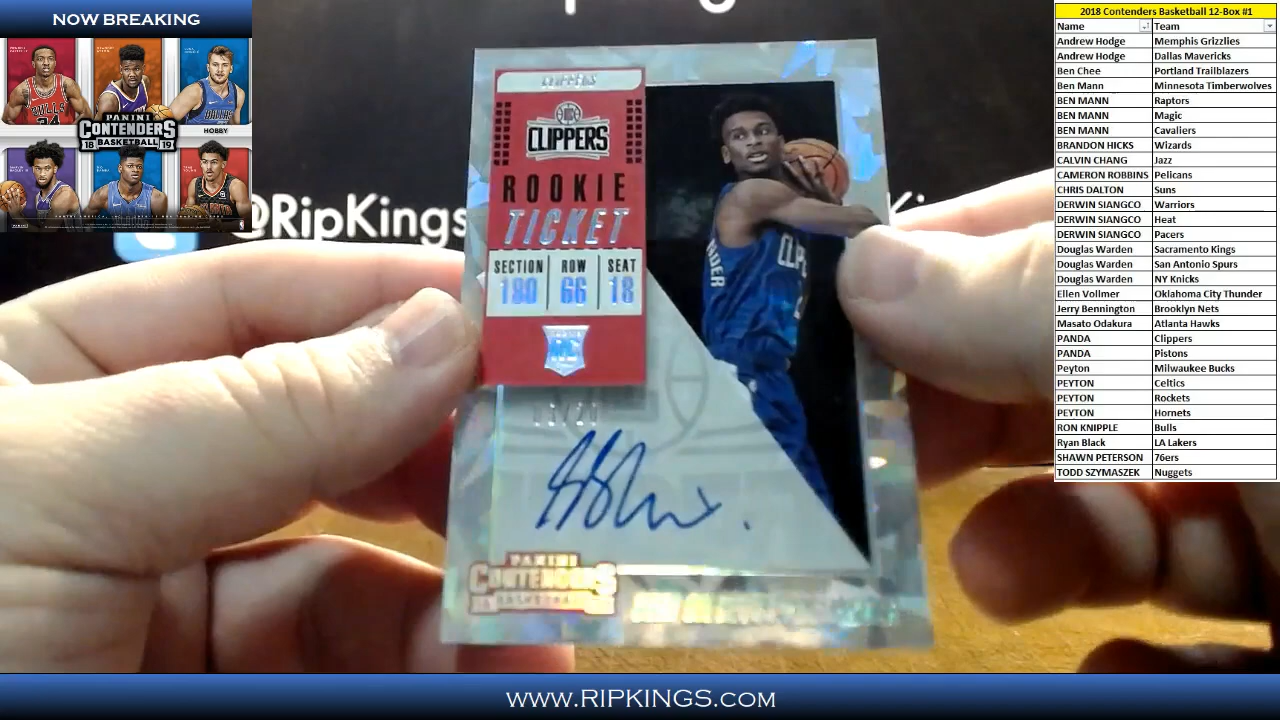 NOW BREAKING
PANINI
CONTENDERS
18 BASKETBALL 19
HOBBY
@RipKings
CLIPPERS
CLIPPERS
ROOKIE
TICKET
SECTION ROW SEAT
180 66 18
PANINI
CONTENDERS
2018 Contenders Basketball 12-Box #1
Name Team
Andrew Hodge Memphis Grizzlies
Andrew Hodge Dallas Mavericks
Ben Chee Portland Trailblazers
Ben Mann Minnesota Timberwolves
BEN MANN Raptors
BEN MANN Magic
BEN MANN Cavaliers
BRANDON HICKS Wizards
CALVIN CHANG Jazz
CAMERON ROBBINS Pelicans
CHRIS DALTON Suns
DERWIN SIANGCO Warriors
DERWIN SIANGCO Heat
DERWIN SIANGCO Pacers
Douglas Warden Sacramento Kings
Douglas Warden San Antonio Spurs
Douglas Warden NY Knicks
Ellen Vollmer Oklahoma City Thunder
Jerry Bennington Brooklyn Nets
Masato Odakura Atlanta Hawks
PANDA Clippers
PANDA Pistons
Peyton Milwaukee Bucks
PEYTON Celtics
PEYTON Rockets
PEYTON Hornets
RON KNIPPLE Bulls
Ryan Black LA Lakers
SHAWN PETERSON 76ers
TODD SZYMASZEK Nuggets
WWW.RIPKINGS.COM